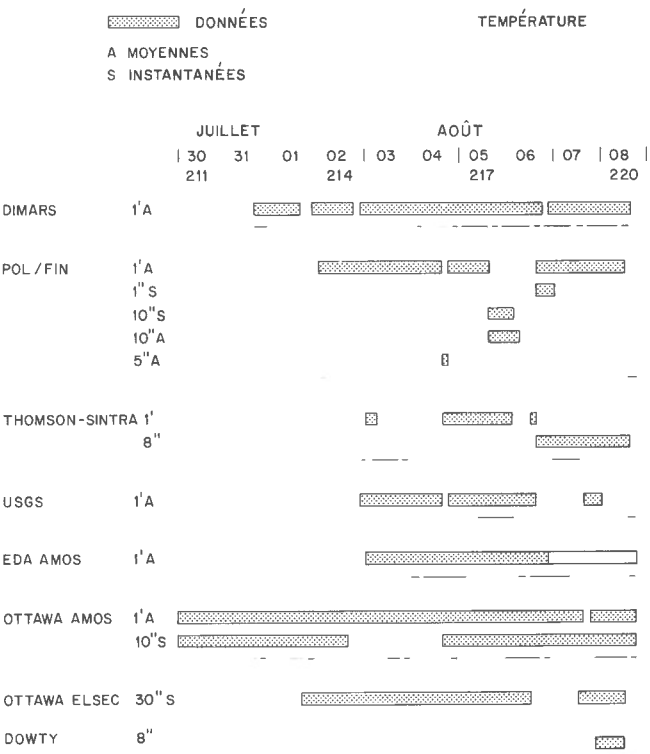 DONNÉES TEMPÉRATURE
A MOYENNES
S INSTANTANÉES
JUILLET AOÛT
| 30 31 01 02 | 03 04 | 05 06 | 07 | 08 |
211 214 217 220
DIMARS 1'A
POL/FIN 1'A
1"S
10"S
10"A
5"A
THOMSON-SINTRA 1'
8"
USGS 1'A
EDA AMOS 1'A
OTTAWA AMOS 1'A
10"S
OTTAWA ELSEC 30"S
DOWTY 8"